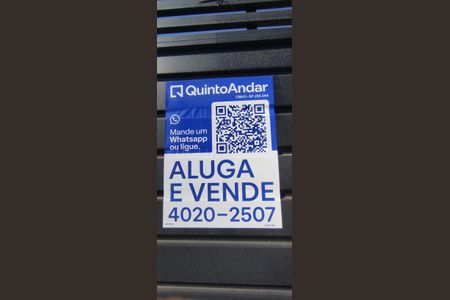 QuintoAndar
Mande um
Whatsapp
ou ligue.
ALUGA
E VENDE
4020-2507